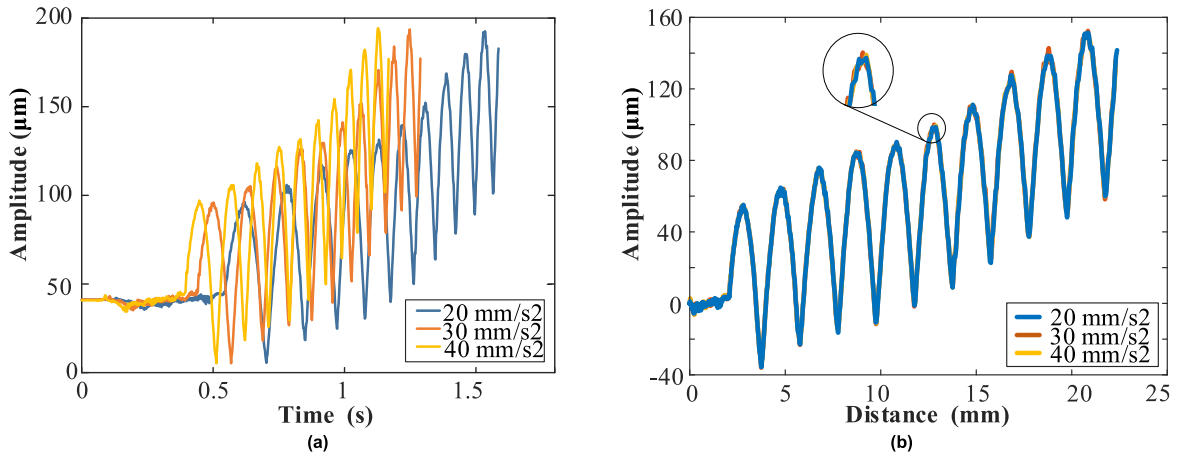 200
150
100
50
0
0
0.5
1
1.5
Amplitude (μm)
Time (s)
20 mm/s2
30 mm/s2
40 mm/s2
(a)
160
120
80
40
0
-40
0
5
10
15
20
25
Amplitude (μm)
Distance (mm)
20 mm/s2
30 mm/s2
40 mm/s2
(b)